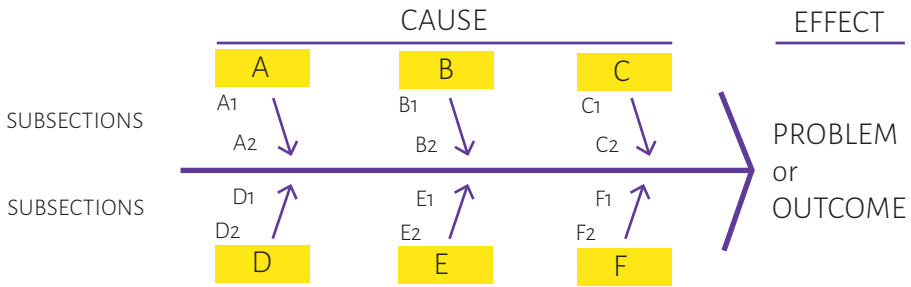 CAUSE
EFFECT
A
B
C
A1
B1
C1
SUBSECTIONS
A2
B2
C2
PROBLEM
or
OUTCOME
D1
E1
F1
SUBSECTIONS
D2
E2
F2
D
E
F